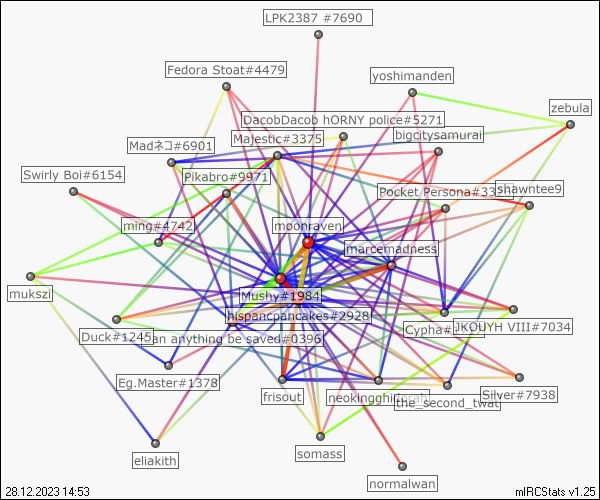 LPK2387 #7690
Fedora Stoat#4479
yoshimanden
zebula
DacobDacob hORNY police#5271
Majestic#3375
bigcitysamurai
Madネコ#6901
Swirly Boi#6154
Pikabro#9971
Pocket Persona#33
shawntee9
ming#4742
moonraven
marcemadness
mukszi
Mushy#1984
hispancpancakes#2928
Duck#1245
an anything be saved#0396
Cypha#
JKOUYH VIII#7034
Eg.Master#1378
frisout
neokingghidorah
the_second_twat
Silver#7938
eliakith
somass
normalwan
28.12.2023 14:53
mIRCStats v1.25